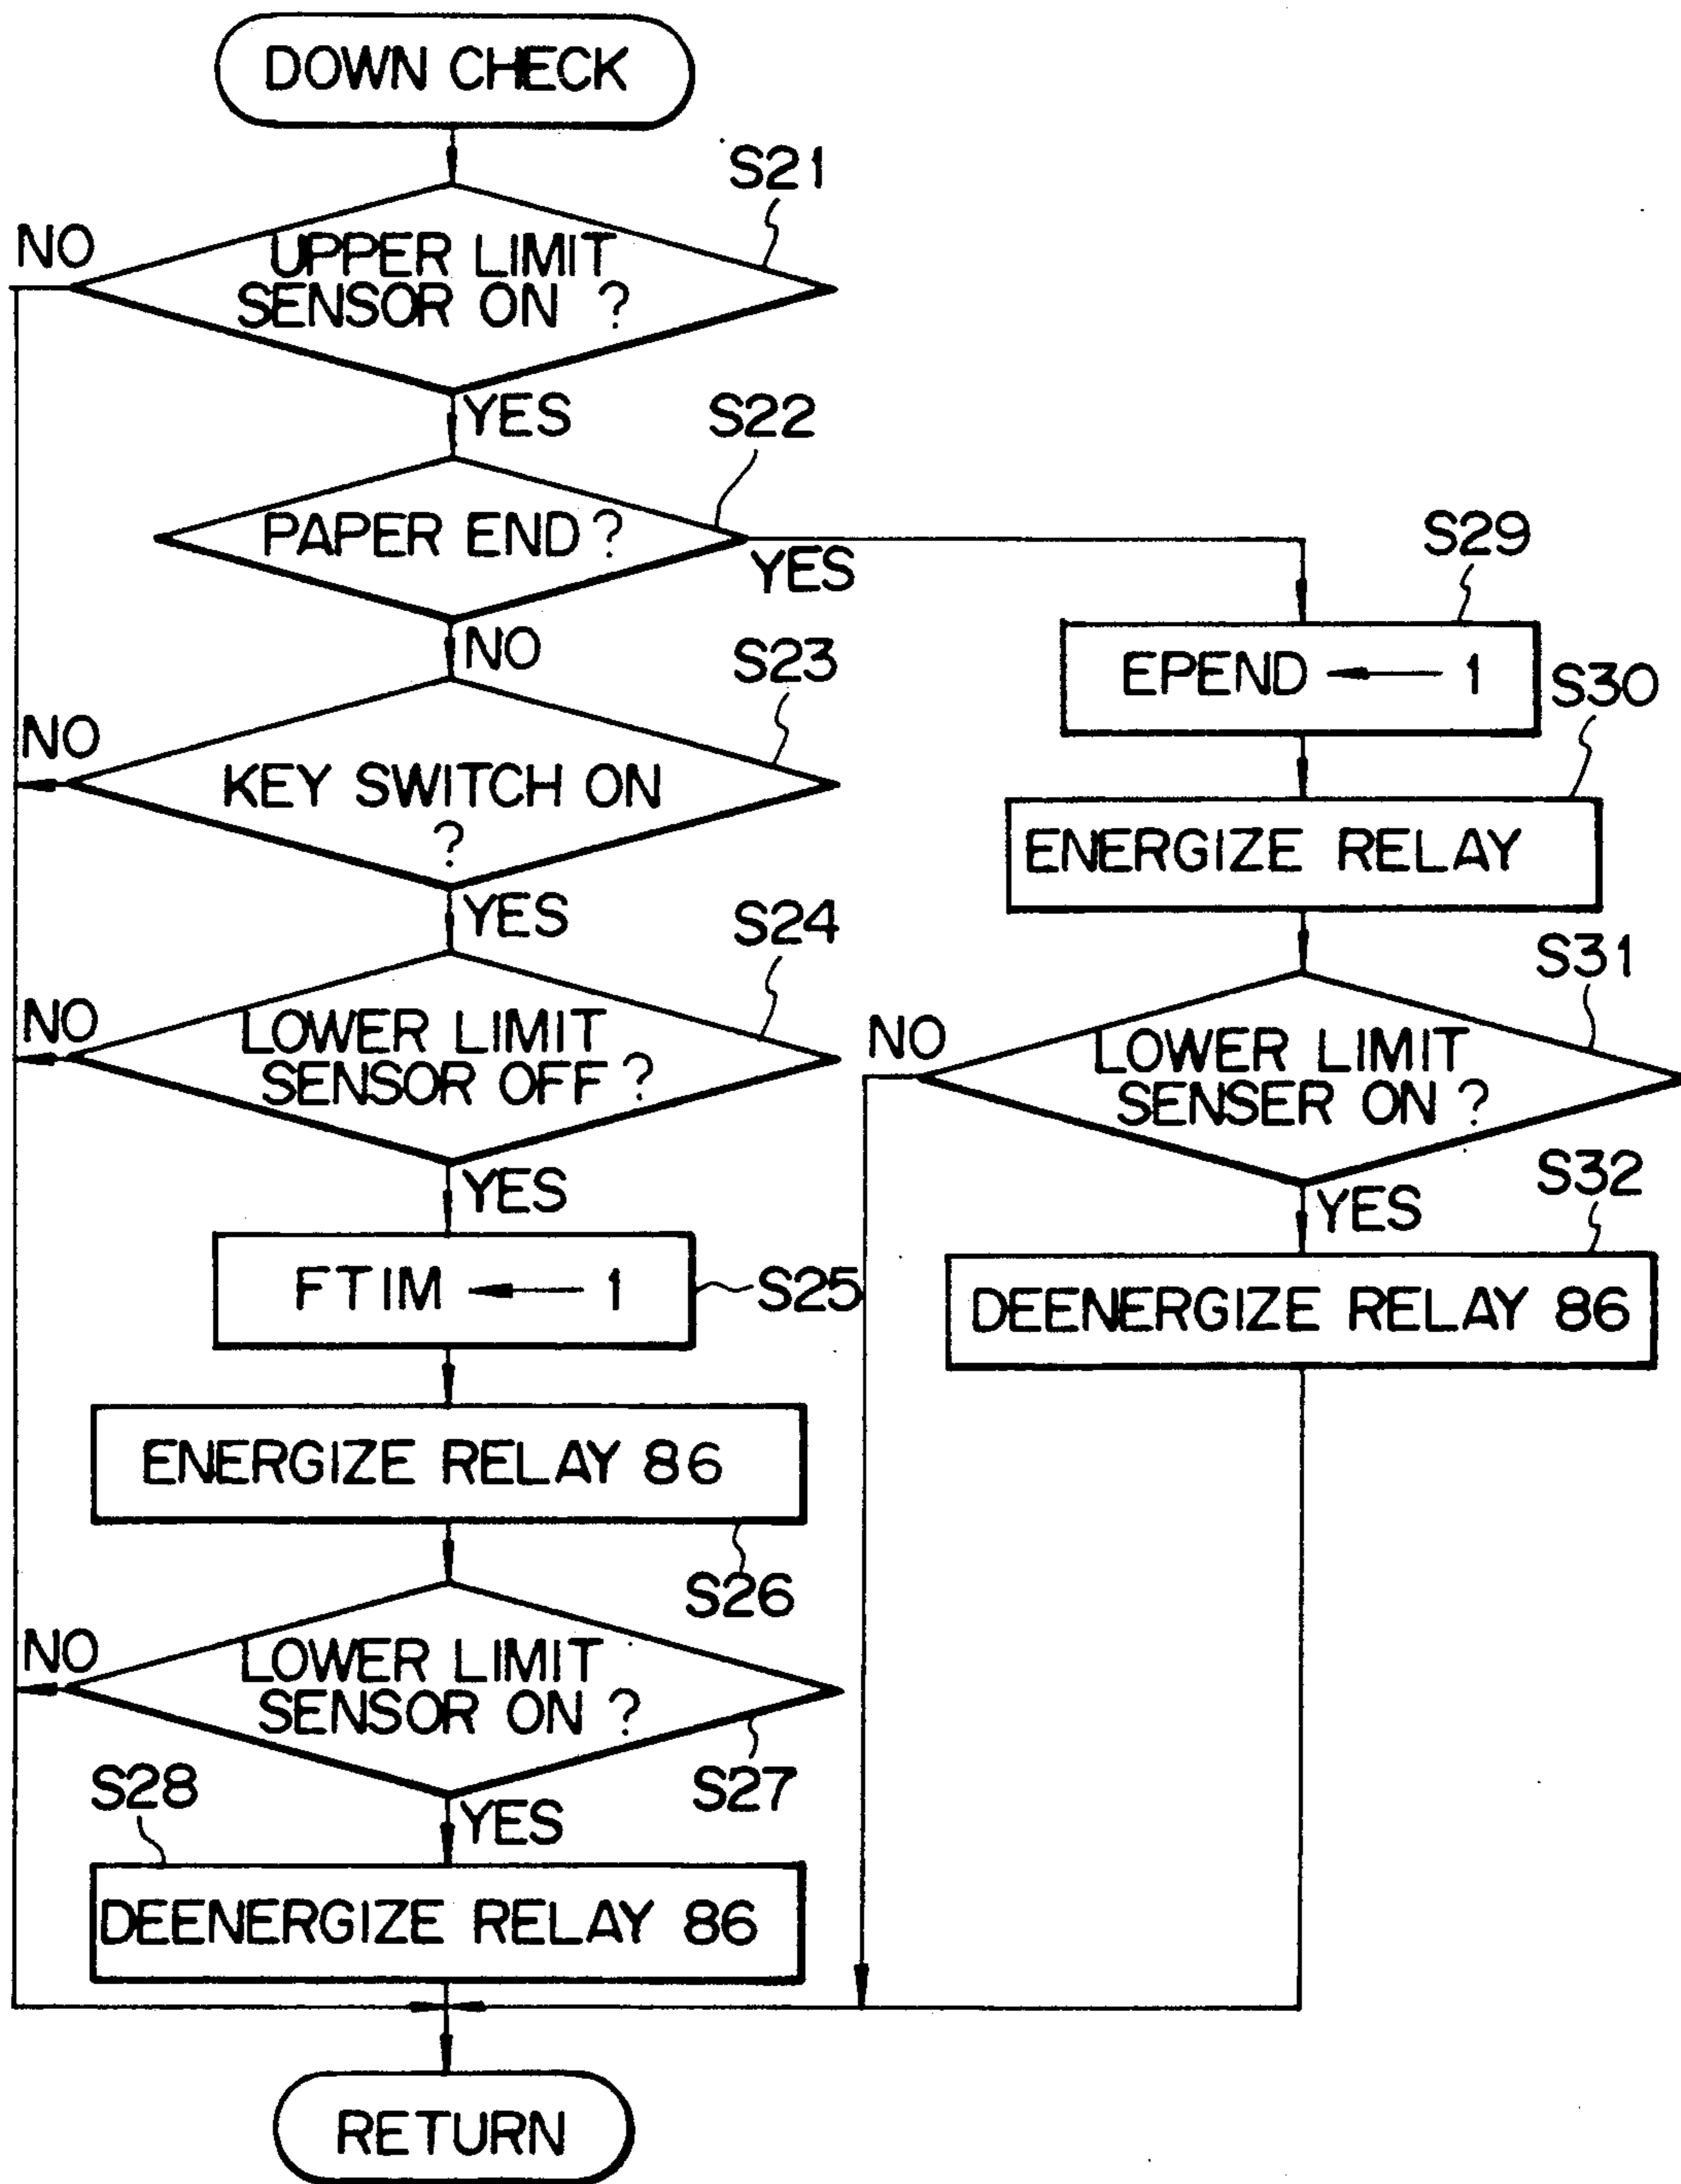 DOWN CHECK
S21
NO
UPPER LIMIT
SENSOR ON ?
YES
S22
PAPER END ?
YES
S29
NO
S23
EPEND ← 1
S30
NO
KEY SWITCH ON
?
ENERGIZE RELAY
YES
S24
S31
NO
LOWER LIMIT
SENSOR OFF ?
NO
LOWER LIMIT
SENSER ON ?
YES
S32
YES
FTIM ← 1
S25
DEENERGIZE RELAY 86
ENERGIZE RELAY 86
S26
NO
LOWER LIMIT
SENSOR ON ?
S27
S28
YES
DEENERGIZE RELAY 86
RETURN